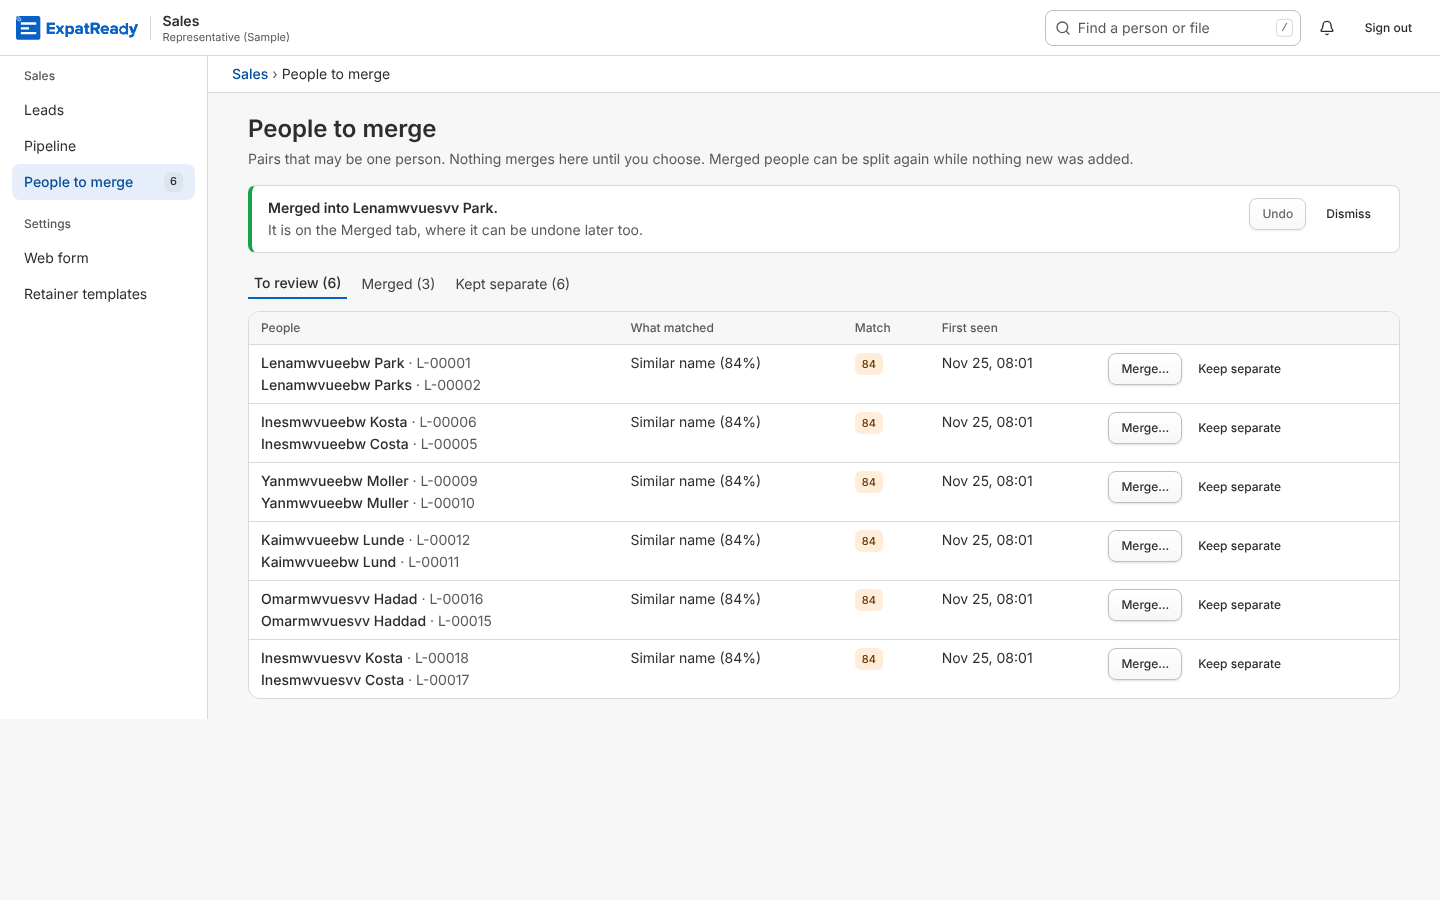 ExpatReady
Sales
Representative (Sample)
Find a person or file
/
Sign out
Sales
Leads
Pipeline
People to merge 6
Settings
Web form
Retainer templates
Sales › People to merge
People to merge
Pairs that may be one person. Nothing merges here until you choose. Merged people can be split again while nothing new was added.
Merged into Lenamwvuesvv Park.
It is on the Merged tab, where it can be undone later too.
Undo Dismiss
To review (6) Merged (3) Kept separate (6)
People What matched Match First seen
Lenamwvueebw Park · L-00001 Similar name (84%) 84 Nov 25, 08:01 Merge... Keep separate
Lenamwvueebw Parks · L-00002
Inesmwvueebw Kosta · L-00006 Similar name (84%) 84 Nov 25, 08:01 Merge... Keep separate
Inesmwvueebw Costa · L-00005
Yanmwvueebw Moller · L-00009 Similar name (84%) 84 Nov 25, 08:01 Merge... Keep separate
Yanmwvueebw Muller · L-00010
Kaimwvueebw Lunde · L-00012 Similar name (84%) 84 Nov 25, 08:01 Merge... Keep separate
Kaimwvueebw Lund · L-00011
Omarmwvuesvv Hadad · L-00016 Similar name (84%) 84 Nov 25, 08:01 Merge... Keep separate
Omarmwvuesvv Haddad · L-00015
Inesmwvuesvv Kosta · L-00018 Similar name (84%) 84 Nov 25, 08:01 Merge... Keep separate
Inesmwvuesvv Costa · L-00017